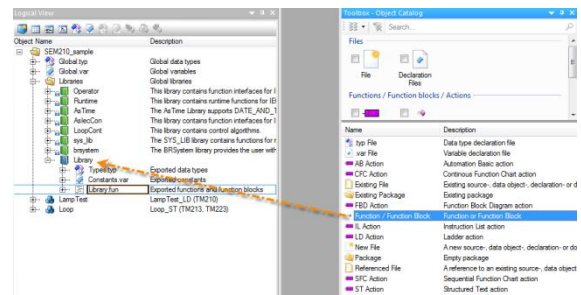 Logical View
Object Name Description
SEM210_sample
Global.typ Global data types
Global.var Global variables
Libraries Global libraries
Operator This library contains function interfaces for I
Runtime This library contains runtime functions for IE
AsTime The AsTime Library supports DATE_AND_T
AsIecCon This library contains function interfaces for I
LoopCont This library contains control algorithms.
sys_lib The SYS_LIB library contains functions for r
brsystem The BRSystem library provides the user with
Library
Types.typ Exported data types
Constants.var Exported constants
Library.fun Exported functions and function blocks
LampTest LampTest_LD (TM210)
Loop Loop_ST (TM213, TM223)
Toolbox - Object Catalog
Search...
Files
File
Declaration
Files
Functions / Function blocks / Actions
Name Description
.typ File Data type declaration file
.var File Variable declaration file
AB Action Automation Basic action
CFC Action Continous Function Chart action
Existing File Existing source-, data object-, declaration- or d
Existing Package Existing package
FBD Action Function Block Diagram action
Function / Function Block Function or Function Block
IL Action Instruction List action
LD Action Ladder action
New File A new source-, data object-, declaration- or do
Package Empty package
Referenced File A reference to an existing source-, data object
SFC Action Sequential Function Chart action
ST Action Structured Text action